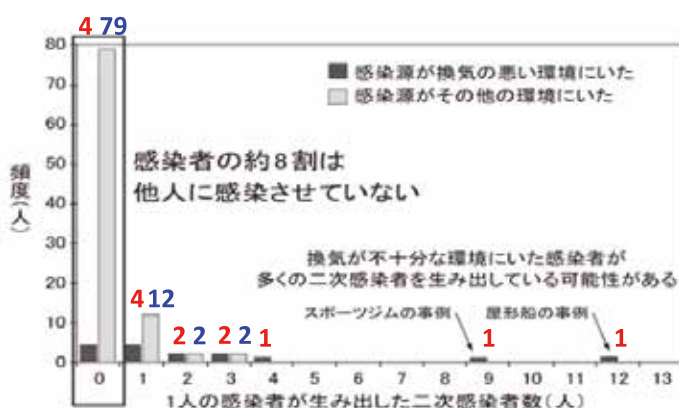 4 79
80
70
60
50
40
30
20
10
0
頻度(人)
感染源が換気の悪い環境にいた
感染源がその他の環境にいた
感染者の約8割は
他人に感染させていない
換気が不十分な環境にいた感染者が
多くの二次感染者を生み出している可能性がある
スポーツジムの事例
屋形船の事例
4 12
2 2
2 2
1
1
1
0 1 2 3 4 5 6 7 8 9 10 11 12 13
1人の感染者が生み出した二次感染者数(人)